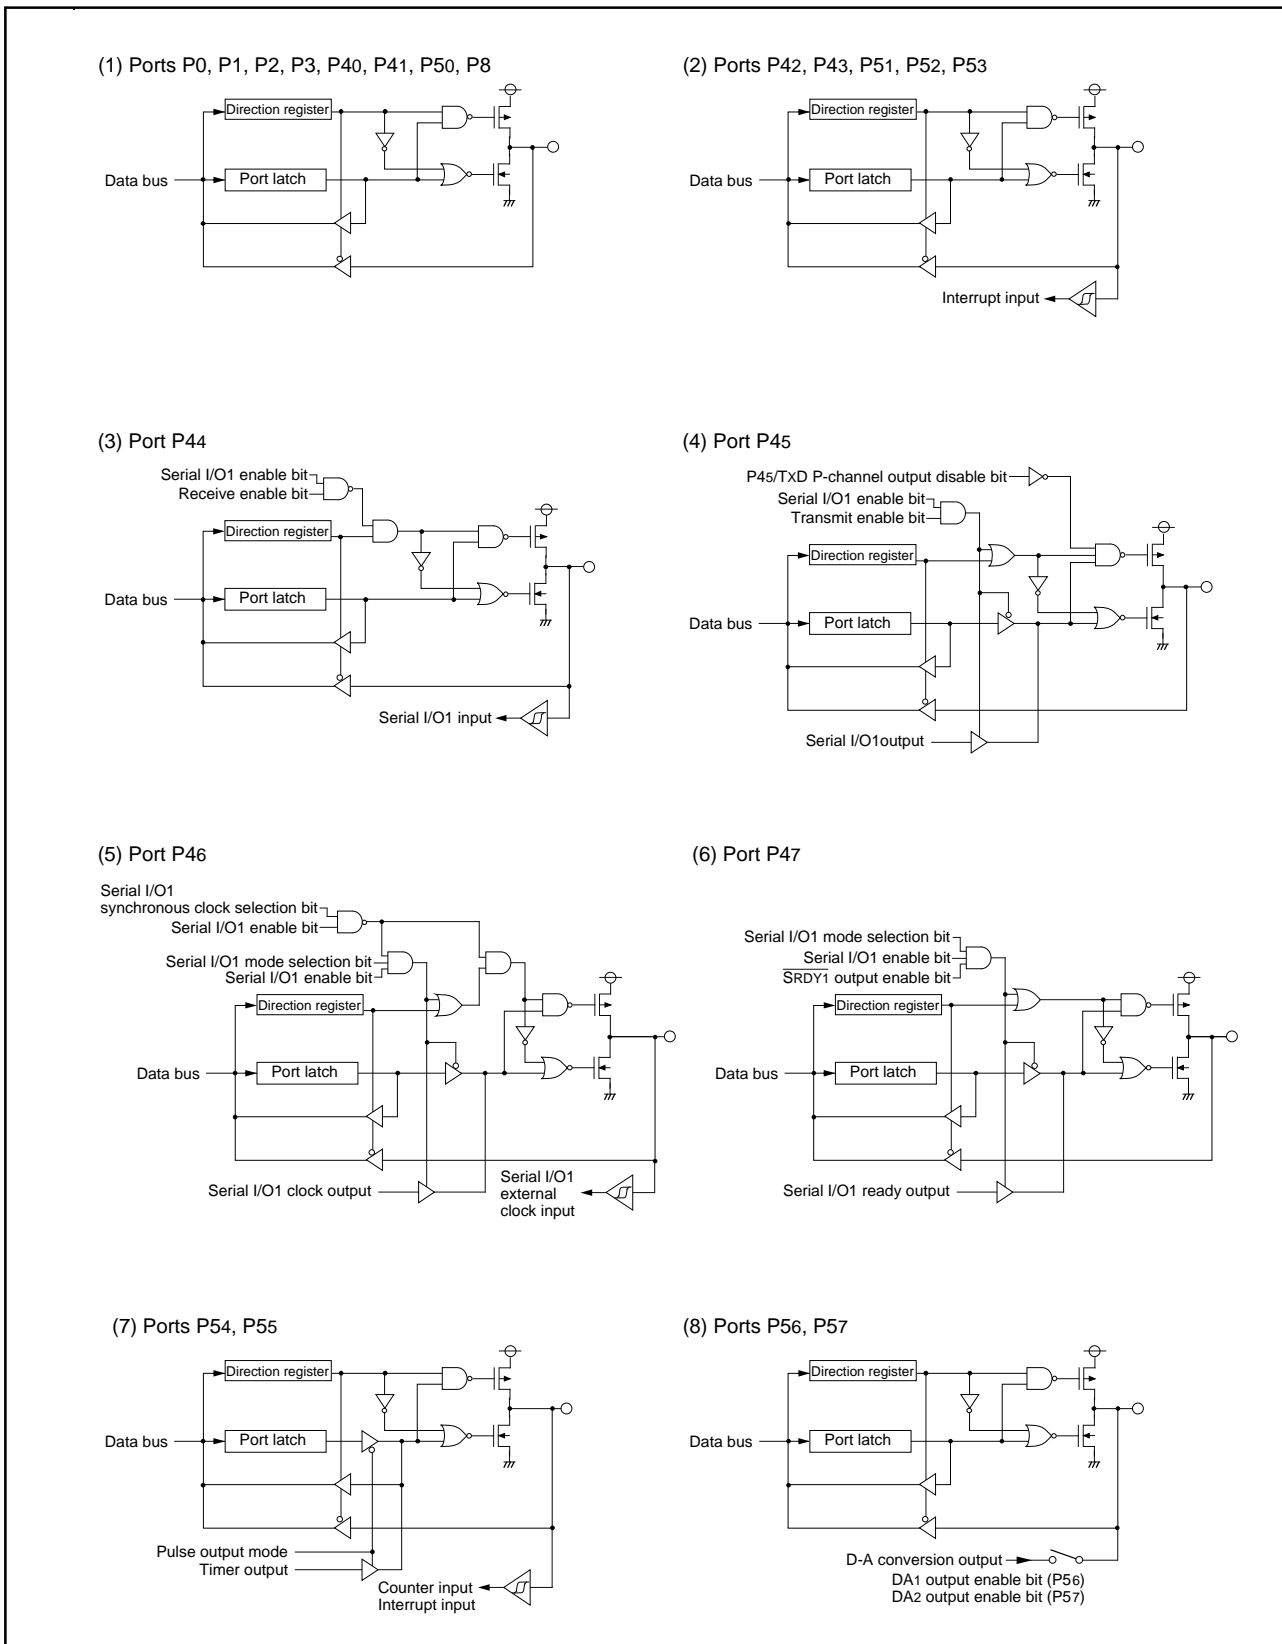 (1) Ports P0, P1, P2, P3, P40, P41, P50, P8
Direction register
Data bus
Port latch
(2) Ports P42, P43, P51, P52, P53
Direction register
Data bus
Port latch
Interrupt input
(3) Port P44
Serial I/O1 enable bit
Receive enable bit
Direction register
Data bus
Port latch
Serial I/O1 input
(4) Port P45
P45/TXD P-channel output disable bit
Serial I/O1 enable bit
Transmit enable bit
Direction register
Data bus
Port latch
Serial I/O1output
(5) Port P46
Serial I/O1
synchronous clock selection bit
Serial I/O1 enable bit
Serial I/O1 mode selection bit
Serial I/O1 enable bit
Direction register
Data bus
Port latch
Serial I/O1 clock output
Serial I/O1
external
clock input
(6) Port P47
Serial I/O1 mode selection bit
Serial I/O1 enable bit
SRDY1 output enable bit
Direction register
Data bus
Port latch
Serial I/O1 ready output
(7) Ports P54, P55
Direction register
Data bus
Port latch
Pulse output mode
Timer output
Counter input
Interrupt input
(8) Ports P56, P57
Direction register
Data bus
Port latch
D-A conversion output
DA1 output enable bit (P56)
DA2 output enable bit (P57)